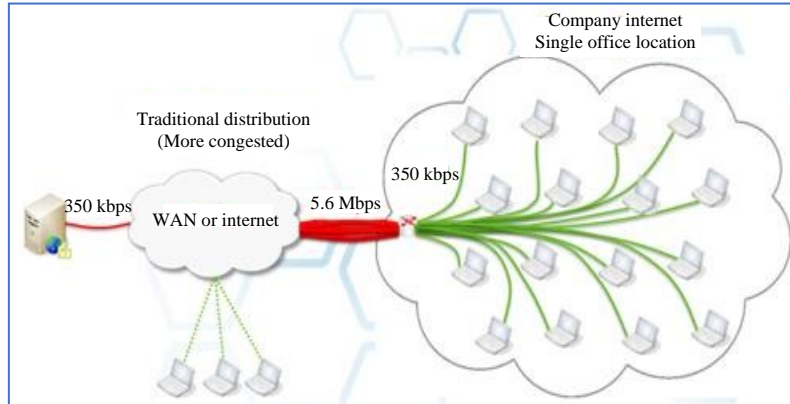 Company internet
Single office location
Traditional distribution
(More congested)
350 kbps
350 kbps
5.6 Mbps
WAN or internet